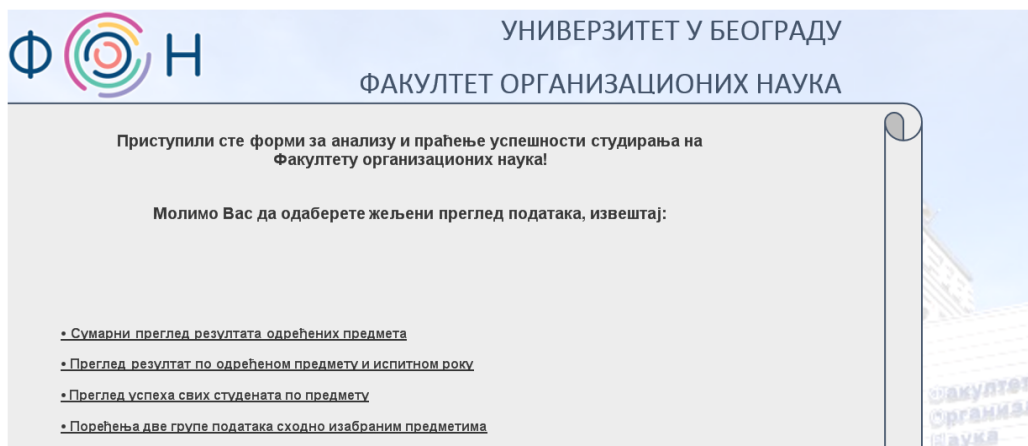 ФОН
УНИВЕРЗИТЕТ У БЕОГРАДУ
ФАКУЛТЕТ ОРГАНИЗАЦИОНИХ НАУКА
Приступили сте форми за анализу и праћење успешности студирања на
Факултету организационих наука!
Молимо Вас да одаберете жељени преглед података, извештај:
• Сумарни преглед резултата одређених предмета
• Преглед резултат по одређеном предмету и испитном року
• Преглед успеха свих студената по предмету
• Поређења две групе података сходно изабраним предметима
Факултет
Наука